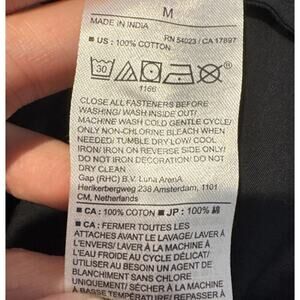 M
MADE IN INDIA
RN 54023 / CA 17897
■ US : 100% COTTON
30
1166
CLOSE ALL FASTENERS BEFORE
WASHING/ WASH INSIDE OUT/
MACHINE WASH COLD GENTLE CYCLE/
ONLY NON-CHLORINE BLEACH WHEN
NEEDED/ TUMBLE DRY LOW/ COOL
IRON/ IRON ON REVERSE SIDE ONLY/
DO NOT IRON DECORATION/ DO NOT
DRY CLEAN
Gap (RHC) B.V. Luna ArenA
Herikerbergweg 238 Amsterdam, 1101
CM, Netherlands
■ CA : 100% COTON ■ JP : 100% 綿
■ CA : FERMER TOUTES LES
ATTACHES AVANT LE LAVAGE/ LAVER À
L'ENVERS/ LAVER À LA MACHINE À
L'EAU FROIDE AU CYCLE DÉLICAT/
UTILISER AU BESOIN UN AGENT DE
BLANCHIMENT SANS CHLORE
UNIQUEMENT/ SÉCHER À LA MACHINE
À BASSE TEMPÉRATURE/ REPASSER À